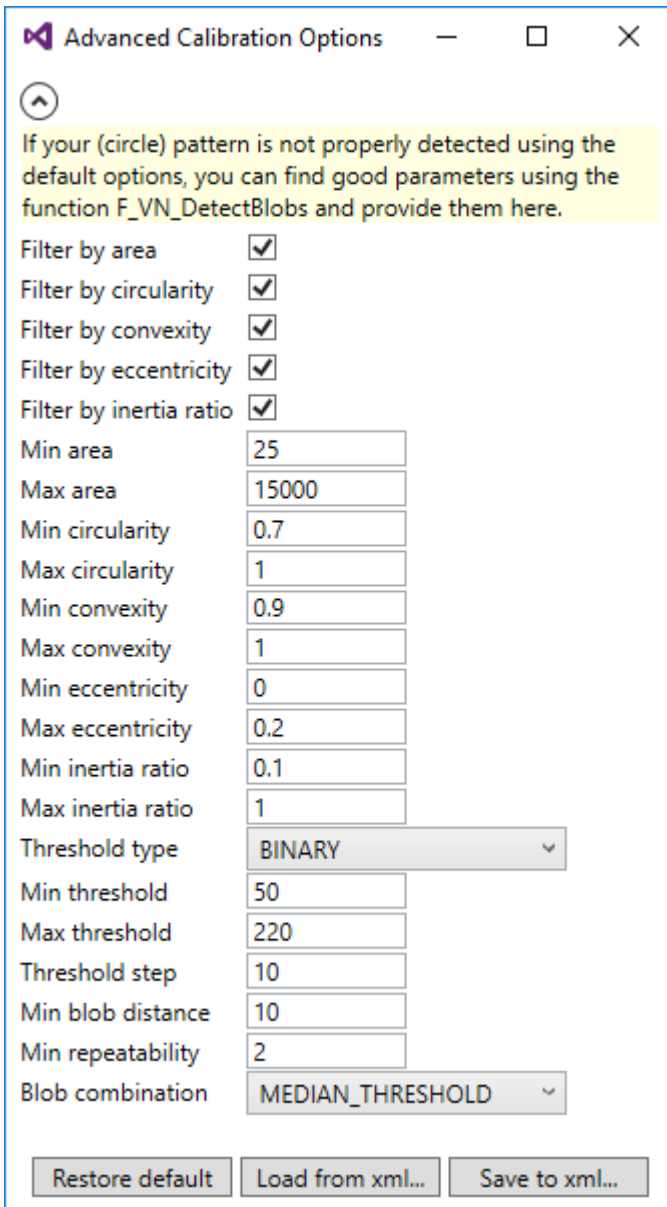 Advanced Calibration Options
If your (circle) pattern is not properly detected using the
default options, you can find good parameters using the
function F_VN_DetectBlobs and provide them here.
Filter by area
Filter by circularity
Filter by convexity
Filter by eccentricity
Filter by inertia ratio
Min area 25
Max area 15000
Min circularity 0.7
Max circularity 1
Min convexity 0.9
Max convexity 1
Min eccentricity 0
Max eccentricity 0.2
Min inertia ratio 0.1
Max inertia ratio 1
Threshold type BINARY
Min threshold 50
Max threshold 220
Threshold step 10
Min blob distance 10
Min repeatability 2
Blob combination MEDIAN_THRESHOLD
Restore default Load from xml... Save to xml...